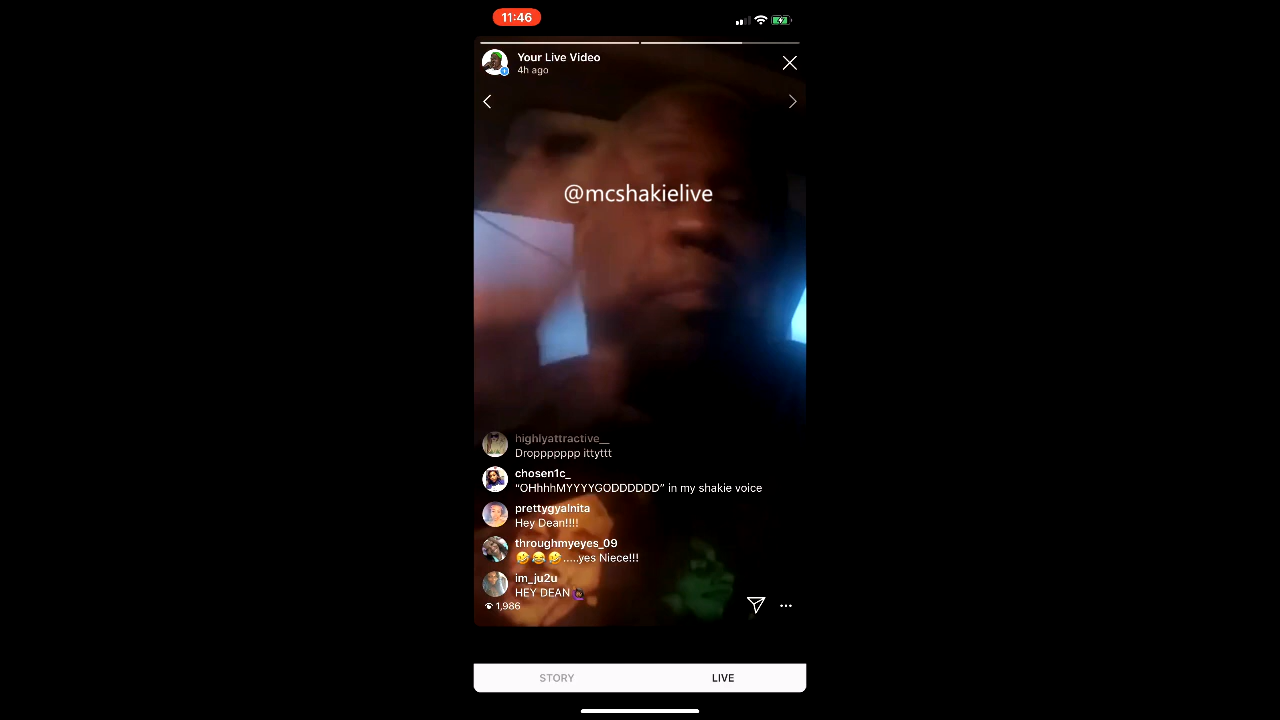 11:46
Your Live Video
4h ago
@mcshakielive
highlyattractive__
Droppppppp ittyttt
chosen1c_
“OHhhhMYYYYGODDDDDD” in my shakie voice
prettygyalnita
Hey Dean!!!!
throughmyeyes_09
🤣😂🤣.....yes Niece!!!
im_ju2u
HEY DEAN 🙋🏾‍♀️
1,986
STORY
LIVE